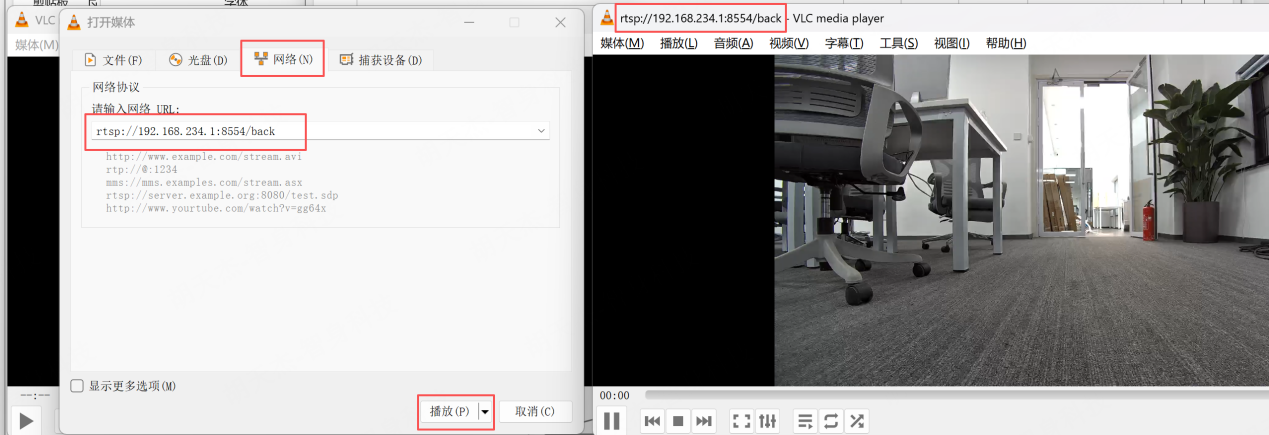 VLC
媒体(M)
打开媒体
文件(F)
光盘(D)
网络(N)
捕获设备(D)
网络协议
请输入网络 URL:
rtsp://192.168.234.1:8554/back
http://www.example.com/stream.avi
rtp://@:1234
mms://mms.examples.com/stream.asx
rtsp://server.example.org:8080/test.sdp
http://www.yourtube.com/watch?v=gg64x
显示更多选项(M)
--:--
播放(P)
取消(C)
rtsp://192.168.234.1:8554/back - VLC media player
媒体(M) 播放(L) 音频(A) 视频(V) 字幕(T) 工具(S) 视图(I) 帮助(H)
00:00